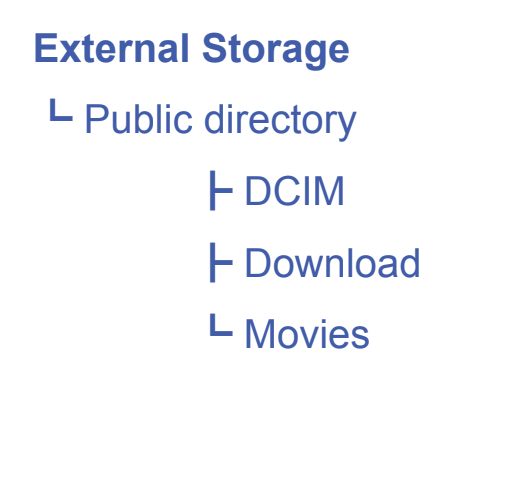 External Storage
┗ Public directory
┣ DCIM
┣ Download
┗ Movies